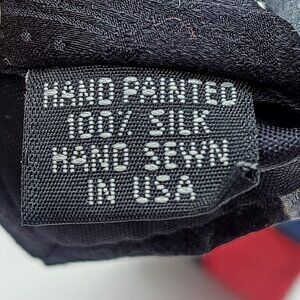 HAND PAINTED
100% SILK
HAND SEWN
IN USA